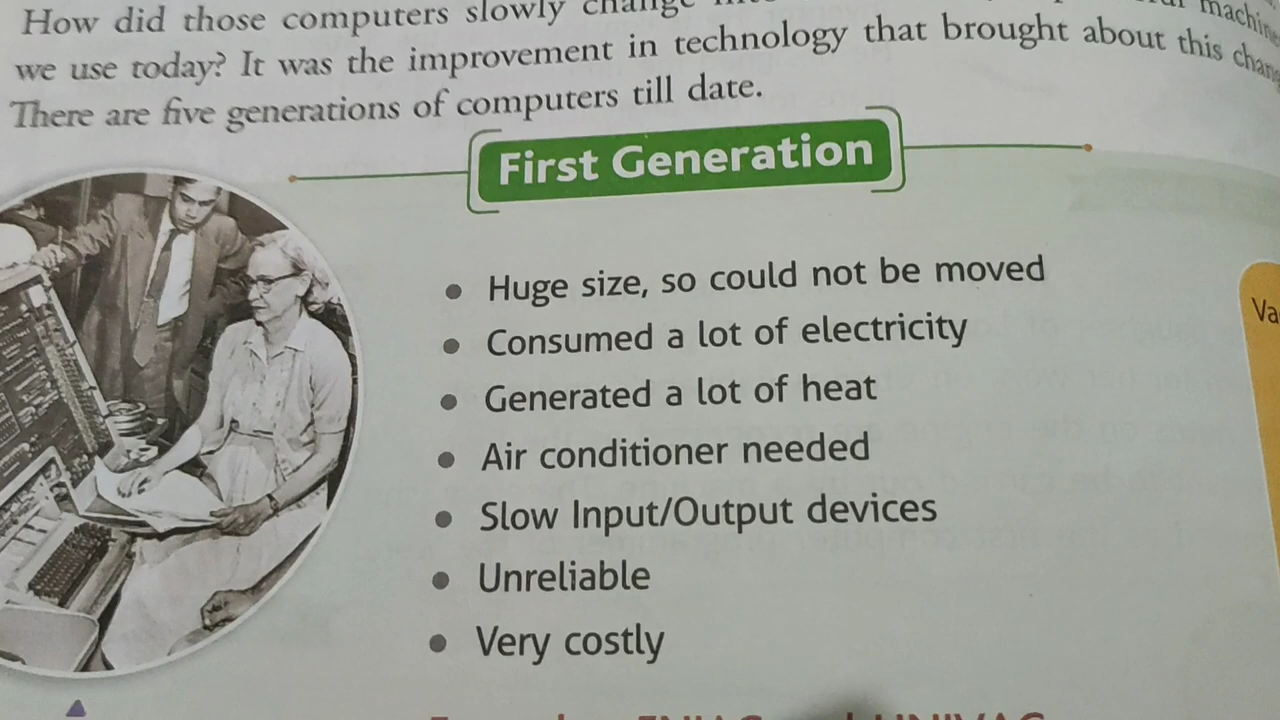 How did those computers slowly change
we use today? It was the improvement in technology that brought about this
There are five generations of computers till date.
First Generation
• Huge size, so could not be moved
• Consumed a lot of electricity
• Generated a lot of heat
• Air conditioner needed
• Slow Input/Output devices
• Unreliable
• Very costly